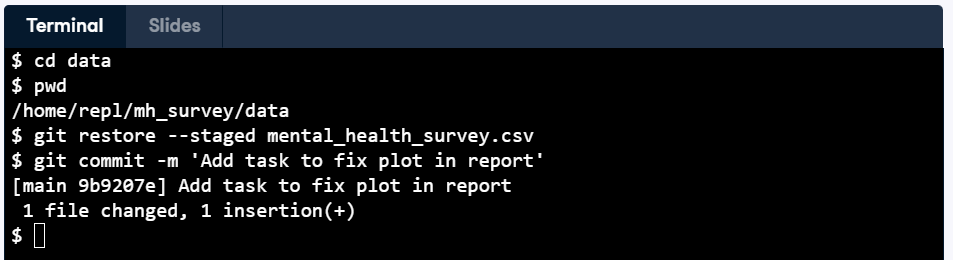 Terminal Slides
$ cd data
$ pwd
/home/repl/mh_survey/data
$ git restore --staged mental_health_survey.csv
$ git commit -m 'Add task to fix plot in report'
[main 9b9207e] Add task to fix plot in report
 1 file changed, 1 insertion(+)
$